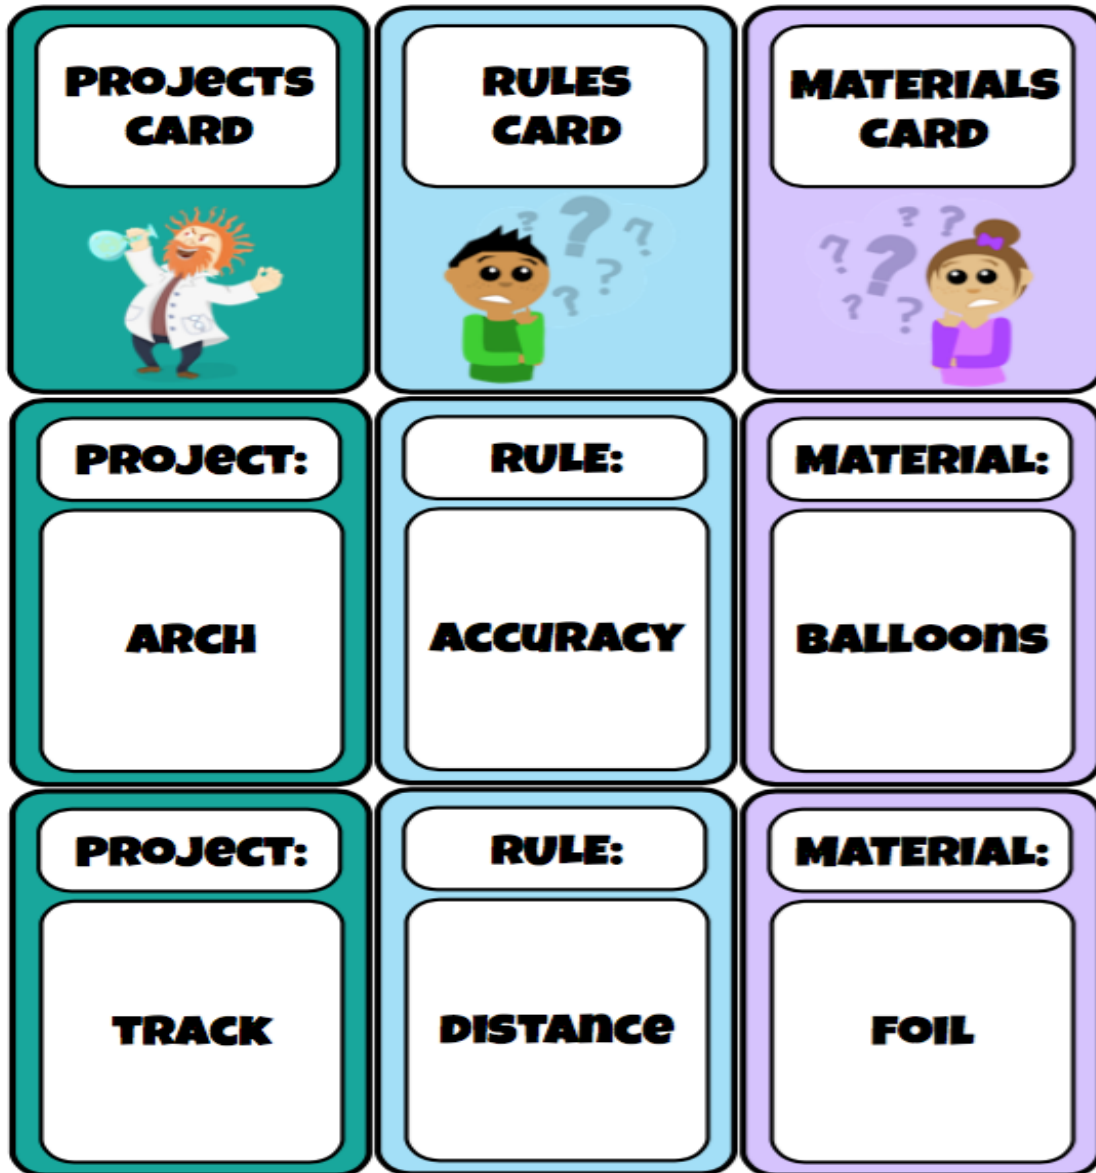 PROJECTS
CARD
RULES
CARD
MATERIALS
CARD
? ? ? ? ?
? ? ? ? ? ?
PROJECT:
RULE:
MATERIAL:
ARCH
ACCURACY
BALLOONS
PROJECT:
RULE:
MATERIAL:
TRACK
DISTANCE
FOIL